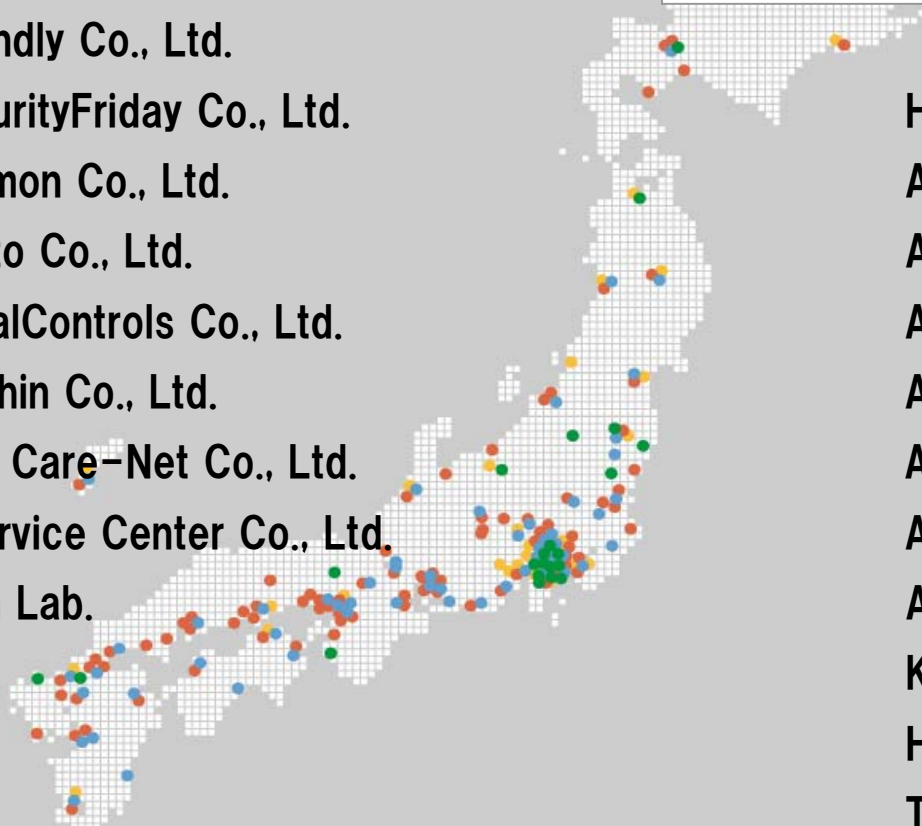 ndly Co., Ltd.
urityFriday Co., Ltd.
mon Co., Ltd.
to Co., Ltd.
alControls Co., Ltd.
hin Co., Ltd.
Care-Net Co., Ltd.
rvice Center Co., Ltd.
Lab.
H
A
A
A
A
A
A
A
K
H
T